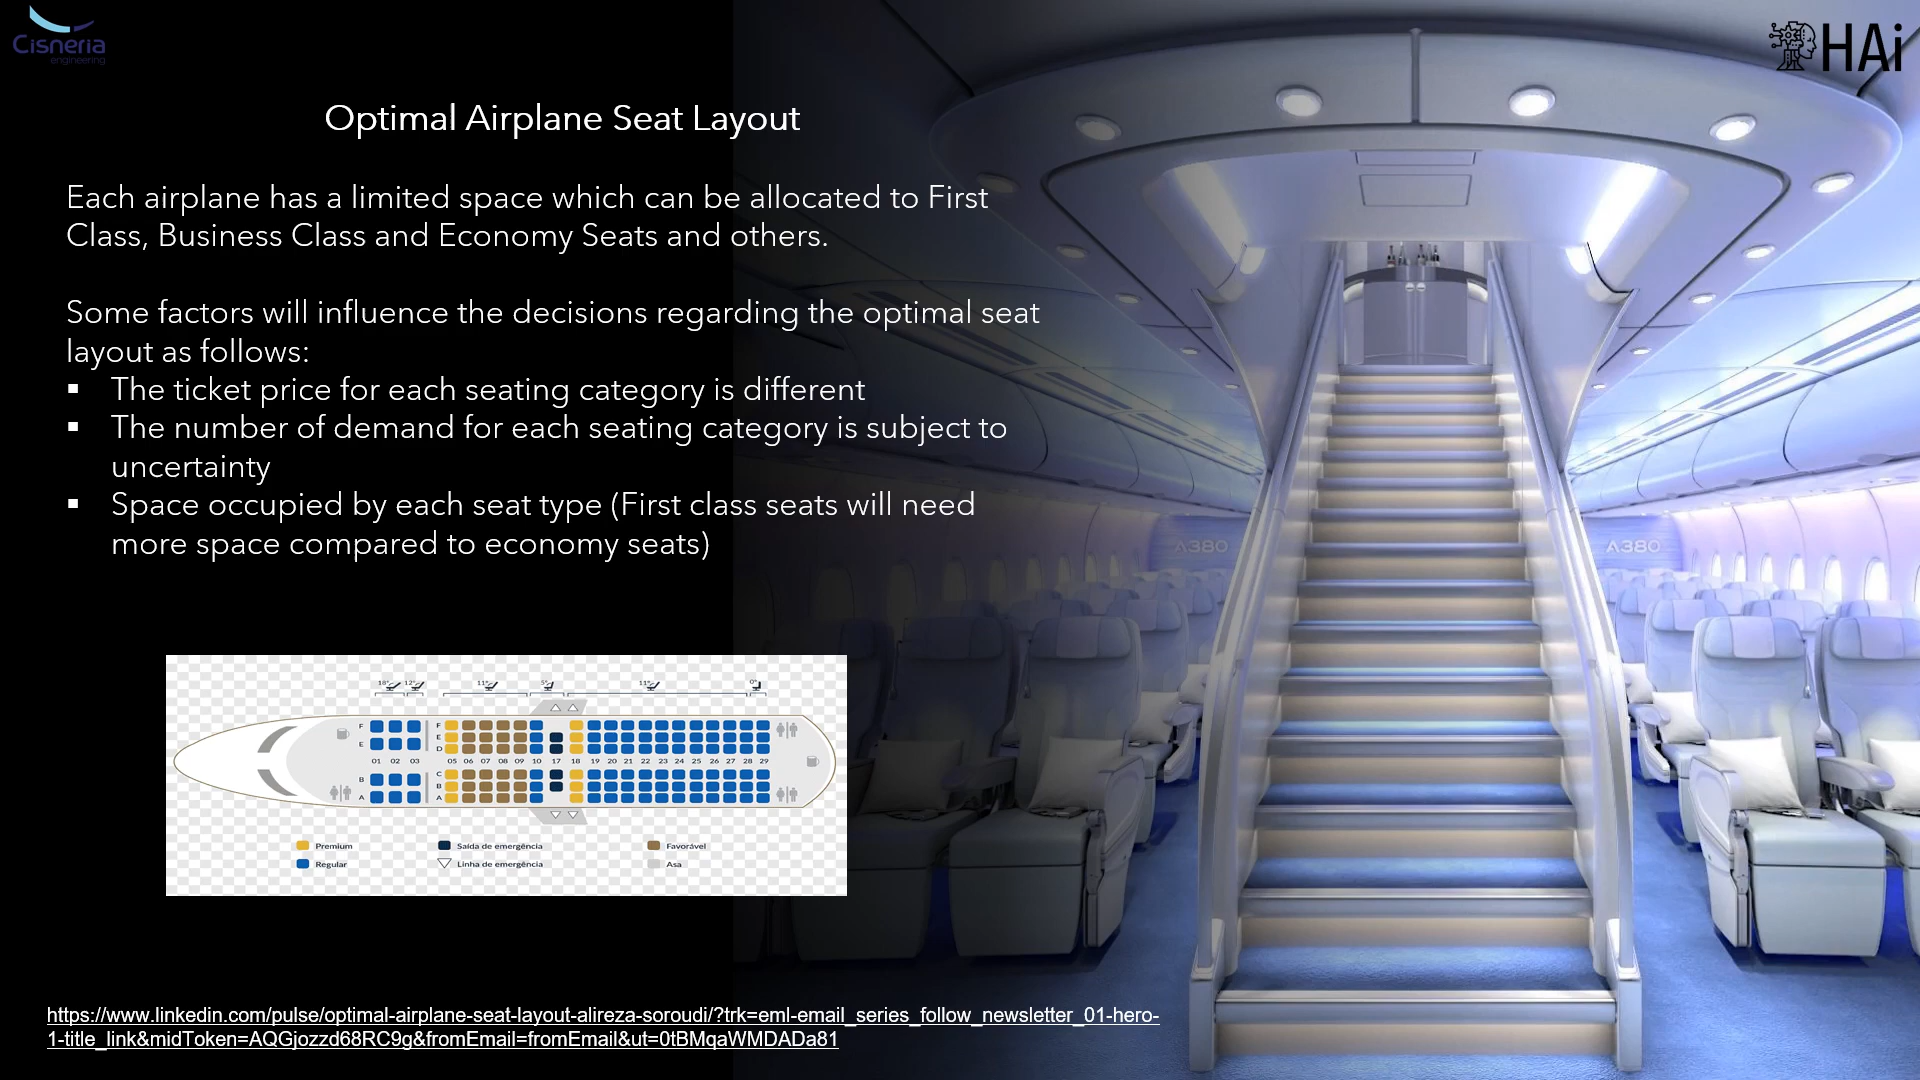 Cisneria
engineering
HAi
Optimal Airplane Seat Layout
Each airplane has a limited space which can be allocated to First
Class, Business Class and Economy Seats and others.
Some factors will influence the decisions regarding the optimal seat
layout as follows:
▪ The ticket price for each seating category is different
▪ The number of demand for each seating category is subject to
uncertainty
▪ Space occupied by each seat type (First class seats will need
more space compared to economy seats)
A380
A380
18° 12° 11° 5° 11° 0°
F F
E E
D
01 02 03 05 06 07 08 09 10 17 18 19 20 21 22 23 24 25 26 27 28 29
C
B B
A A
Premium Saída de emergência Favorável
Regular Linha de emergência Asa
https://www.linkedin.com/pulse/optimal-airplane-seat-layout-alireza-soroudi/?trk=eml-email_series_follow_newsletter_01-hero-
1-title_link&midToken=AQGjozzd68RC9g&fromEmail=fromEmail&ut=0tBMqaWMDADa81